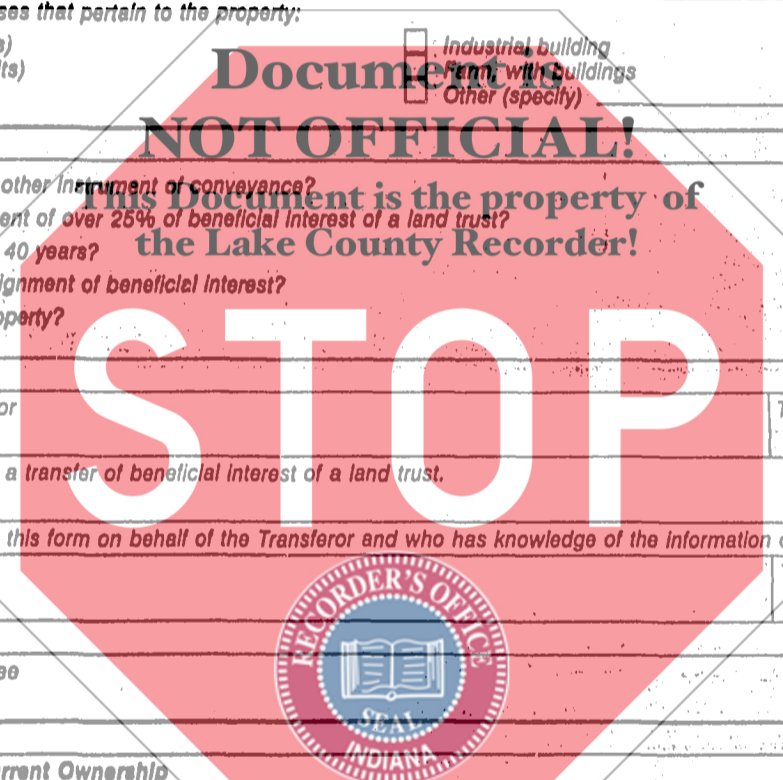 ses that pertain to the property:
s)
Industrial building
its)
Farm, with buildings
Other (specify)
Document is
NOT OFFICIAL!
other instrument of conveyance?
This Document is the property of
ent of over 25% of beneficial interest of a land trust?
the Lake County Recorder!
40 years?
ignment of beneficial interest?
operty?
STOP
or
T
a transfer of beneficial interest of a land trust.
this form on behalf of the Transferor and who has knowledge of the information
RECORDER'S OFFICE
SEAL
INDIANA
ee
urrent Ownership